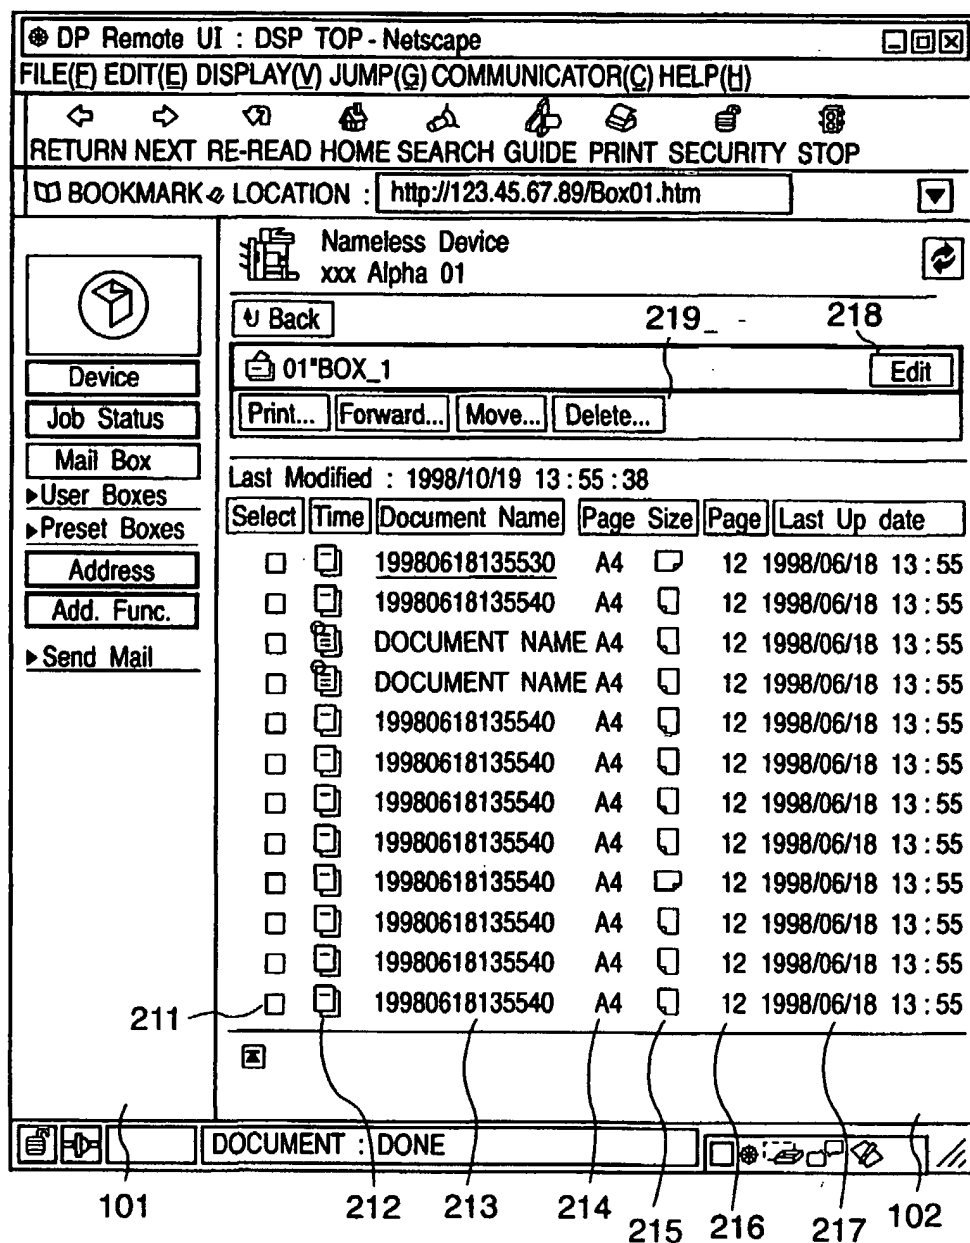 DP Remote UI : DSP TOP - Netscape
FILE(F) EDIT(E) DISPLAY(V) JUMP(G) COMMUNICATOR(C) HELP(H)
RETURN NEXT RE-READ HOME SEARCH GUIDE PRINT SECURITY STOP
BOOKMARK LOCATION : http://123.45.67.89/Box01.htm
Nameless Device
xxx Alpha 01
Back
219
218
01"BOX_1
Edit
Print... Forward... Move... Delete...
Device
Job Status
Mail Box
User Boxes
Preset Boxes
Address
Add. Func.
Send Mail
Last Modified : 1998/10/19 13:55:38
Select Time Document Name Page Size Page Last Up date
19980618135530 A4 12 1998/06/18 13:55
19980618135540 A4 12 1998/06/18 13:55
DOCUMENT NAME A4 12 1998/06/18 13:55
DOCUMENT NAME A4 12 1998/06/18 13:55
19980618135540 A4 12 1998/06/18 13:55
19980618135540 A4 12 1998/06/18 13:55
19980618135540 A4 12 1998/06/18 13:55
19980618135540 A4 12 1998/06/18 13:55
19980618135540 A4 12 1998/06/18 13:55
19980618135540 A4 12 1998/06/18 13:55
19980618135540 A4 12 1998/06/18 13:55
19980618135540 A4 12 1998/06/18 13:55
211
DOCUMENT : DONE
101 212 213 214 215 216 217 102